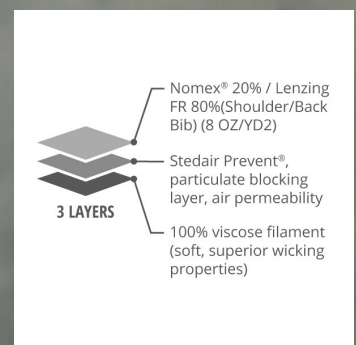 Nomex® 20% / Lenzing
FR 80%(Shoulder/Back
Bib) (8 OZ/YD2)
Stedair Prevent®,
particulate blocking
layer, air permeability
3 LAYERS
100% viscose filament
(soft, superior wicking
properties)